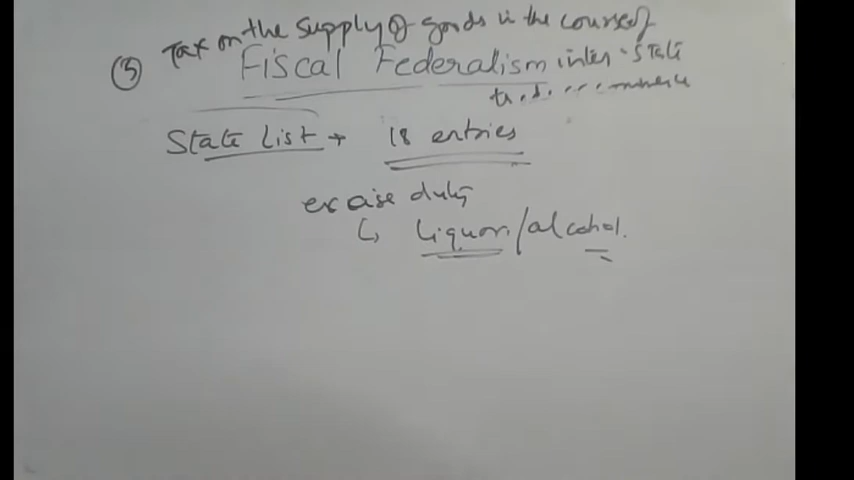 Tax on the supply of goods in the course of
(5) Fiscal Federalism inter-state
State List → 18 entries
excise duty
↳ Liquor/alcohol.